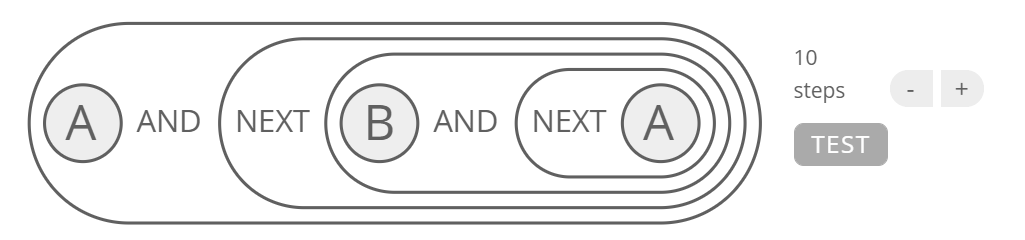 A AND NEXT B AND NEXT A
10
steps - +
TEST